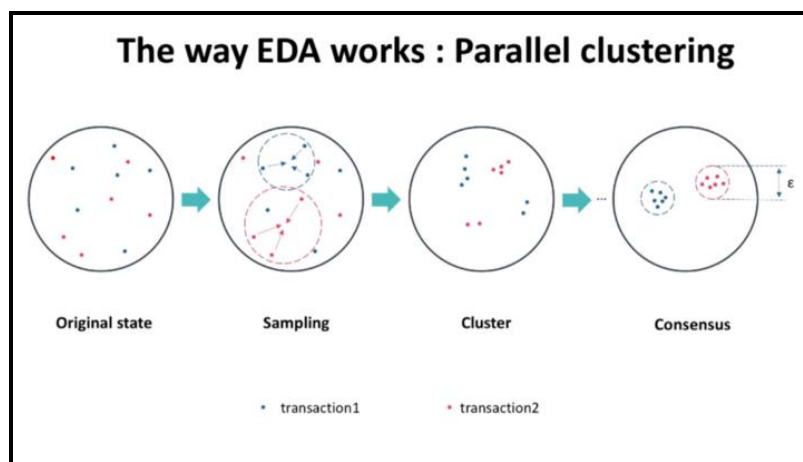 The way EDA works : Parallel clustering
ε
...
Original state
Sampling
Cluster
Consensus
transaction1
transaction2